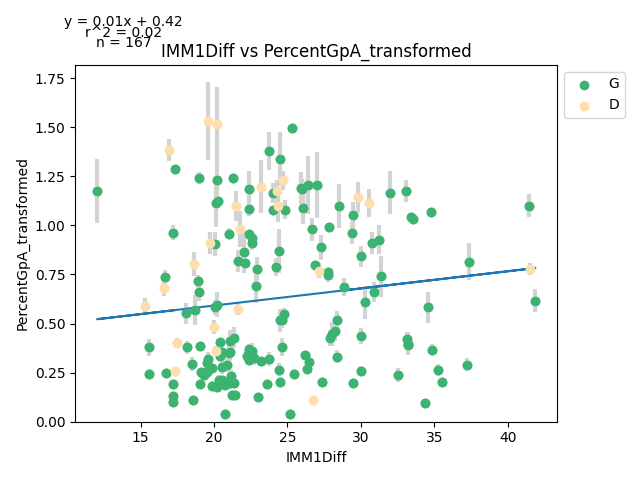 y = 0.01x + 0.42
r^2 = 0.02
n = 167
IMM1Diff vs PercentGpA_transformed
G
D
PercentGpA_transformed
1.75
1.50
1.25
1.00
0.75
0.50
0.25
0.00
15 20 25 30 35 40
IMM1Diff